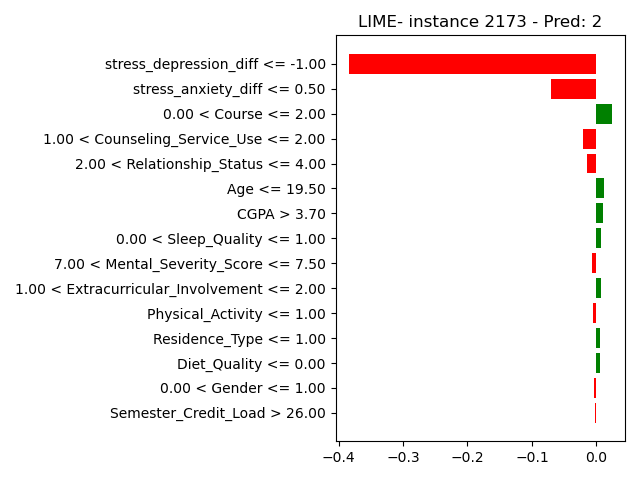 LIME- instance 2173 - Pred: 2
stress_depression_diff <= -1.00
stress_anxiety_diff <= 0.50
0.00 < Course <= 2.00
1.00 < Counseling_Service_Use <= 2.00
2.00 < Relationship_Status <= 4.00
Age <= 19.50
CGPA > 3.70
0.00 < Sleep_Quality <= 1.00
7.00 < Mental_Severity_Score <= 7.50
1.00 < Extracurricular_Involvement <= 2.00
Physical_Activity <= 1.00
Residence_Type <= 1.00
Diet_Quality <= 0.00
0.00 < Gender <= 1.00
Semester_Credit_Load > 26.00
−0.4 −0.3 −0.2 −0.1 0.0